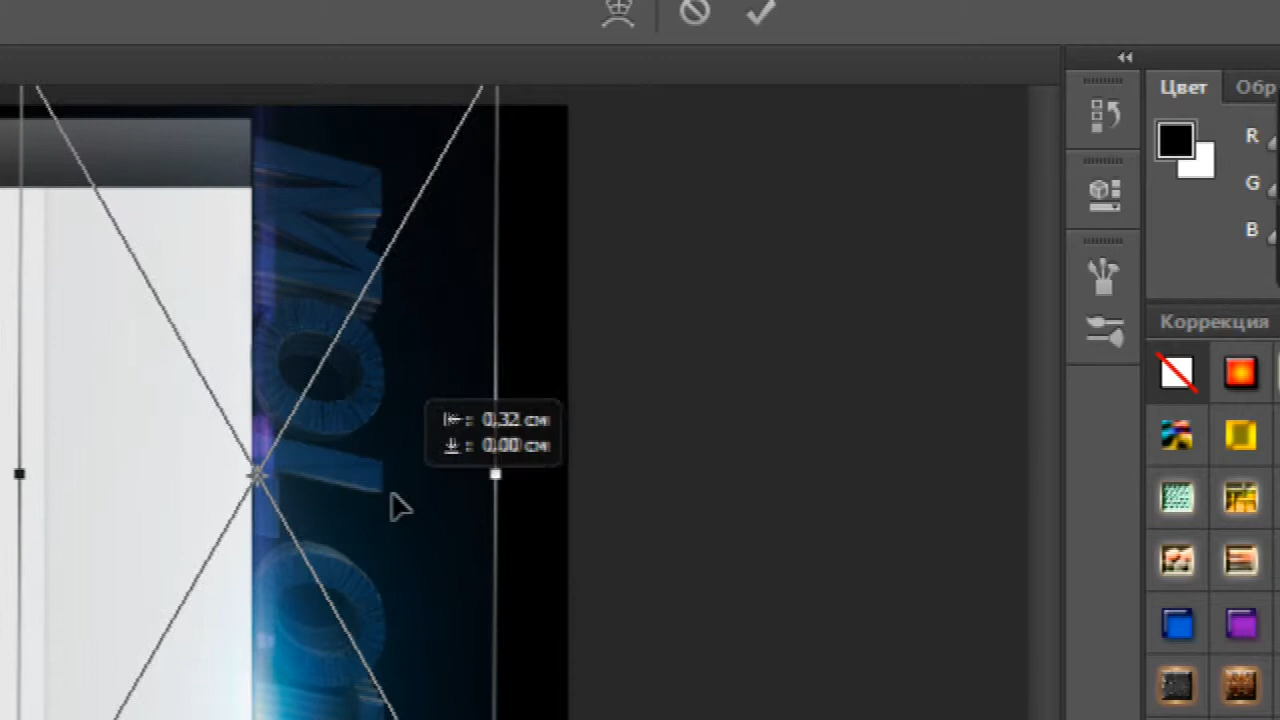 Цвет
Обр
R
G
B
Коррекция
: 0,32 см
: 0,00 см